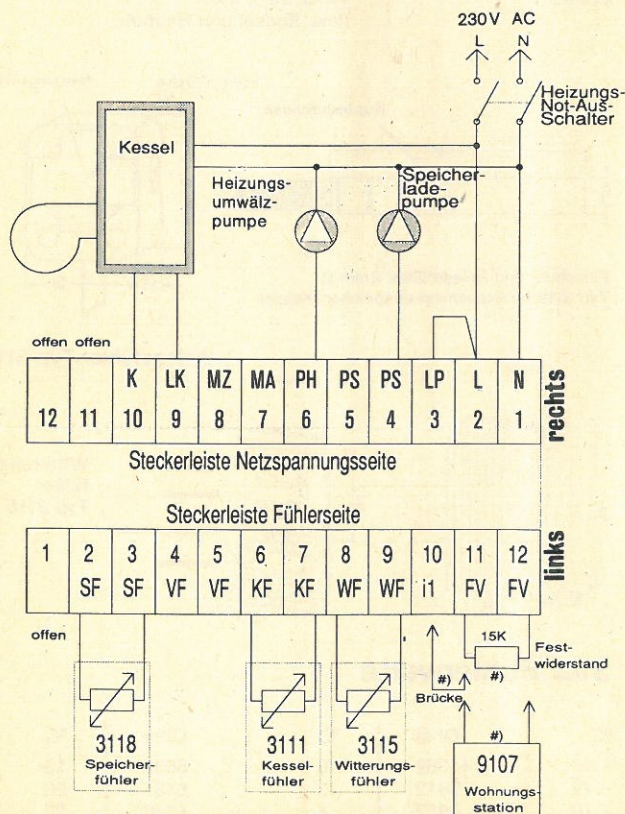 230V AC
L N
Heizungs-
Not-Aus-
Schalter
Kessel
Heizungs-
umwälz-
pumpe
Speicher-
lade-
pumpe
offen offen
K LK MZ MA PH PS PS LP L N
12 11 10 9 8 7 6 5 4 3 2 1
rechts
Steckerleiste Netzspannungsseite
Steckerleiste Fühlerseite
1 2 3 4 5 6 7 8 9 10 11 12
SF SF VF VF KF KF WF WF i1 FV FV
links
offen
15K
Fest-
widerstand
#) #)
Brücke
3118
Speicher-
fühler
3111
Kessel-
fühler
3115
Witterungs-
fühler
#)
9107
Wohnungs-
station